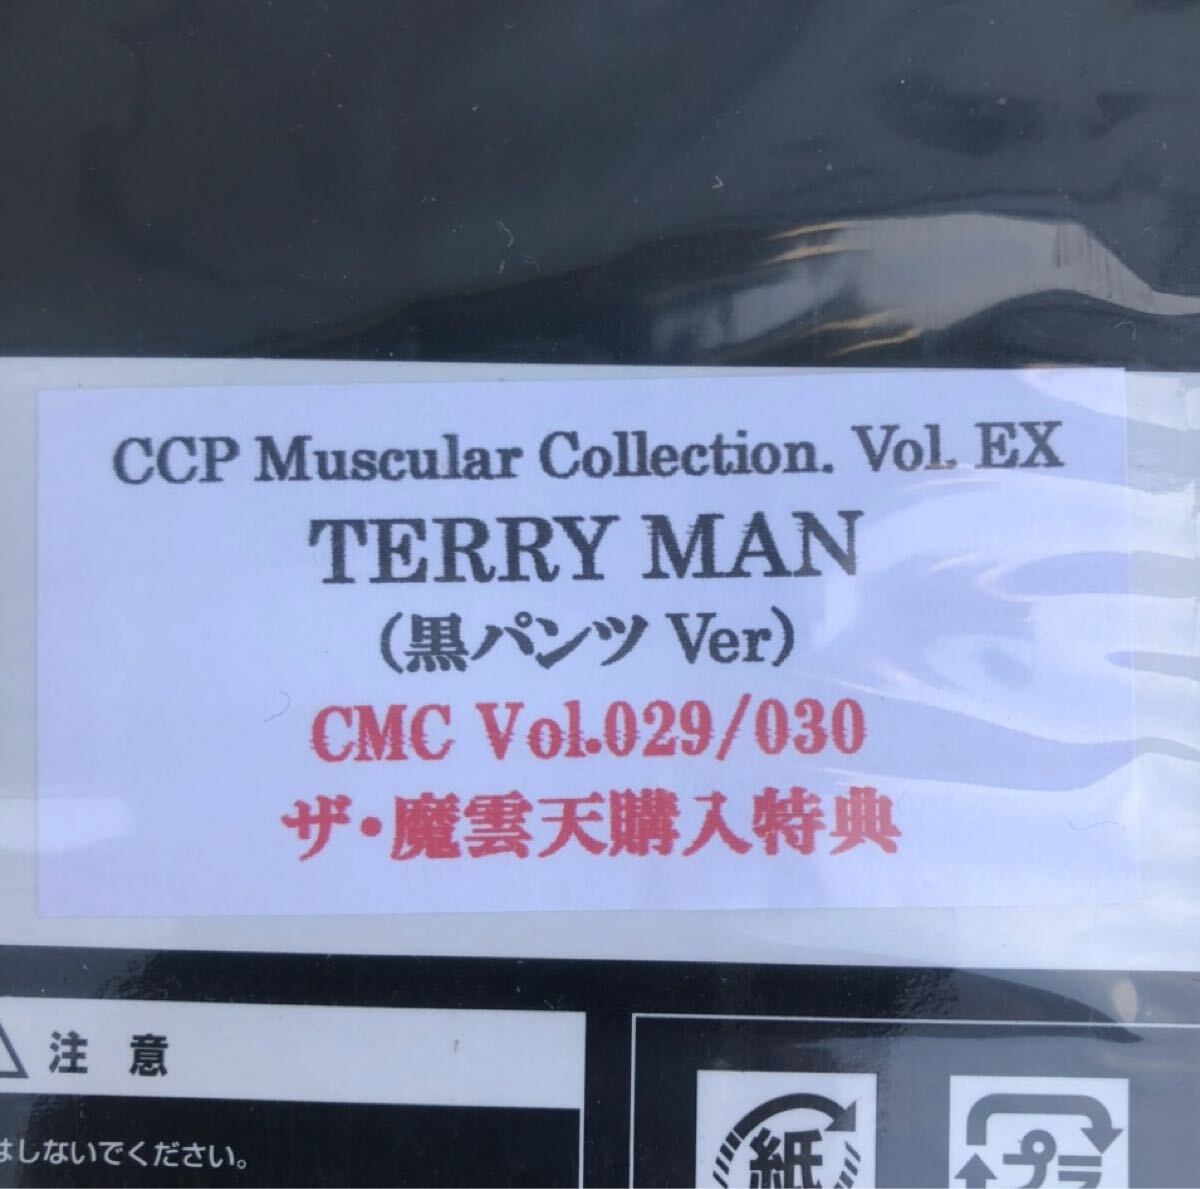 CCP Muscular Collection. Vol. EX
TERRY MAN
(黒パンツ Ver)
CMC Vol.029/030
ザ・魔雲天購入特典
注 意
はしないでください。
紙
プラ